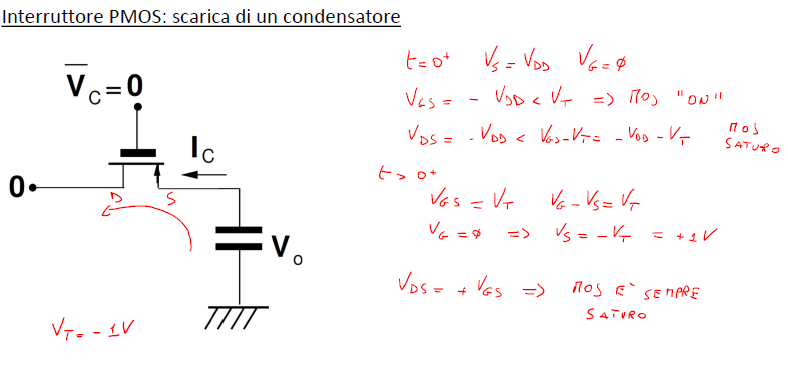 Interruttore PMOS: scarica di un condensatore
V̅C = 0
IC
0
D S
Vo
VT = - 1V
t = 0⁺ VS = VDD VG = ∅
VGS = - VDD < VT => MOS "ON"
VDS = - VDD < VGS - VT = - VDD - VT MOS SATURO
t > 0⁺
VGS = VT VG - VS = VT
VG = ∅ => VS = - VT = + 1V
VDS = + VGS => MOS E` SEMPRE
SATURO